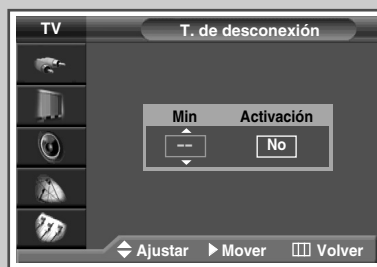 TV
T. de desconexión
Min Activación
-- No
Ajustar Mover Volver